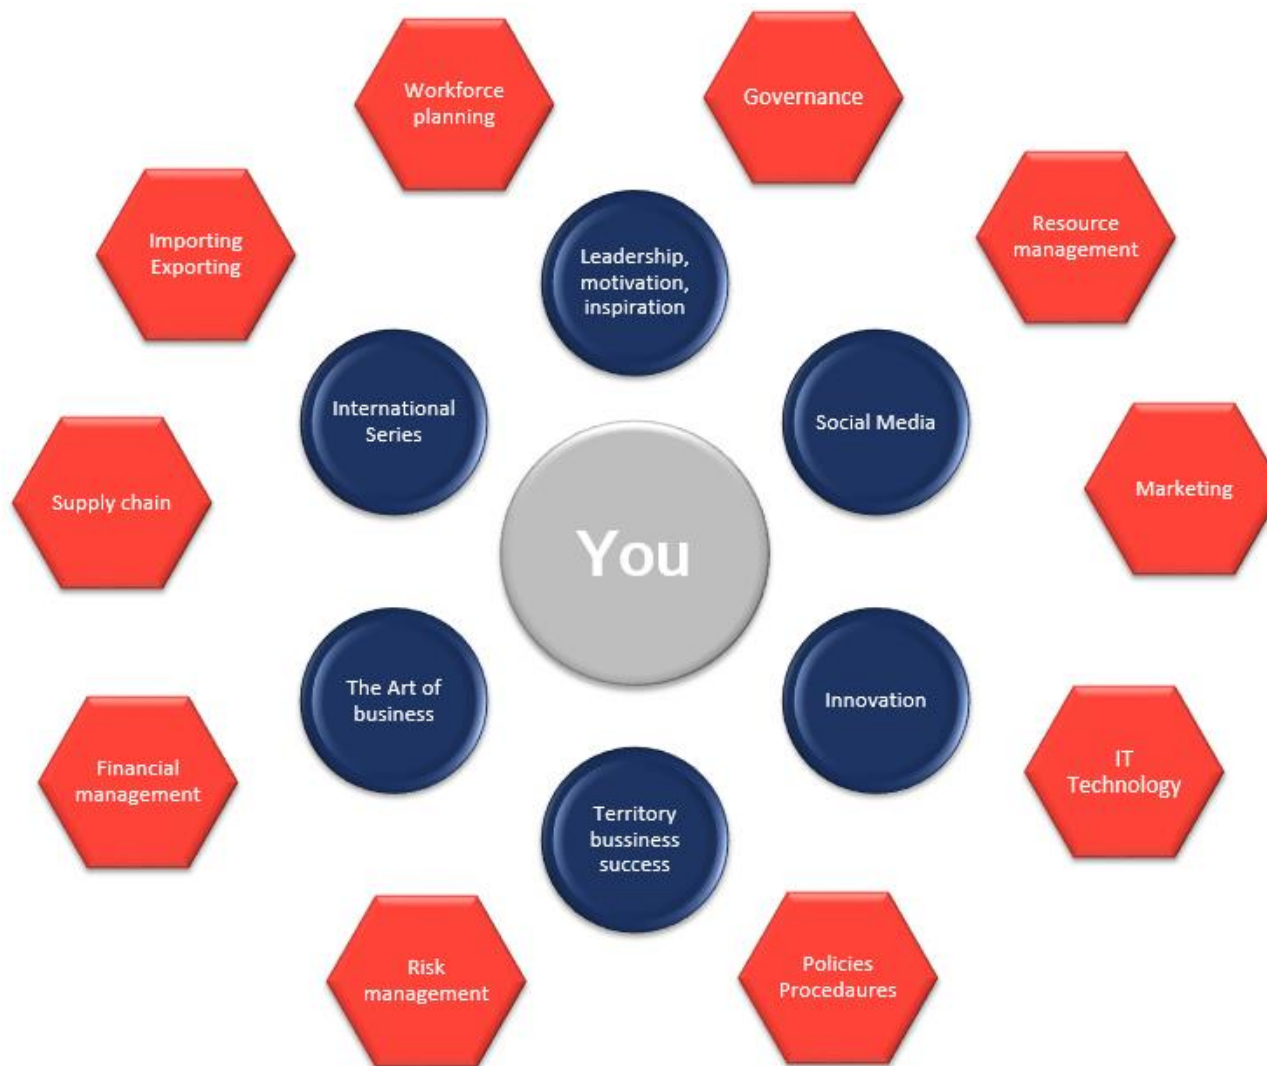 Workforce
planning
Governance
Importing
Exporting
Resource
management
Leadership,
motivation,
inspiration
International
Series
Social Media
Supply chain
Marketing
You
The Art of
business
Innovation
Financial
management
IT
Technology
Territory
bussiness
success
Risk
management
Policies
Procedaures